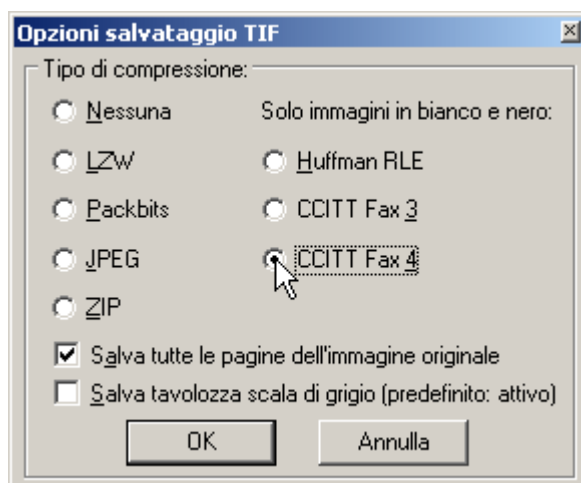 Opzioni salvataggio TIF
Tipo di compressione:
Nessuna
Solo immagini in bianco e nero:
LZW
Huffman RLE
Packbits
CCITT Fax 3
JPEG
CCITT Fax 4
ZIP
Salva tutte le pagine dell'immagine originale
Salva tavolozza scala di grigio (predefinito: attivo)
OK
Annulla